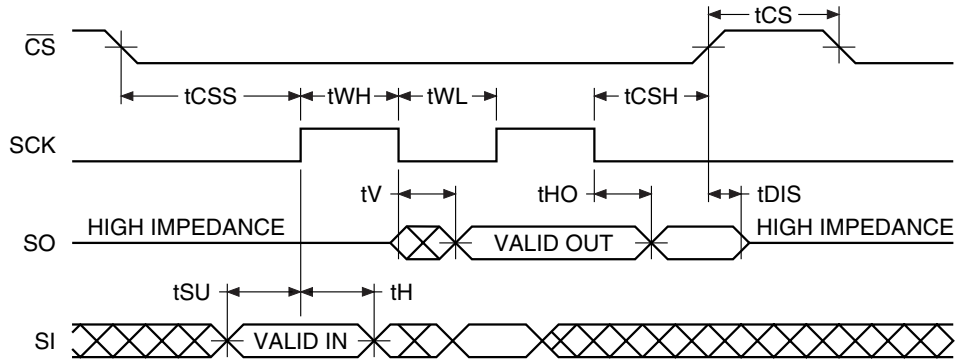 tCS
C̅S̅
tCSS tWH tWL tCSH
SCK
tV tHO tDIS
HIGH IMPEDANCE HIGH IMPEDANCE
SO VALID OUT
tSU tH
SI VALID IN